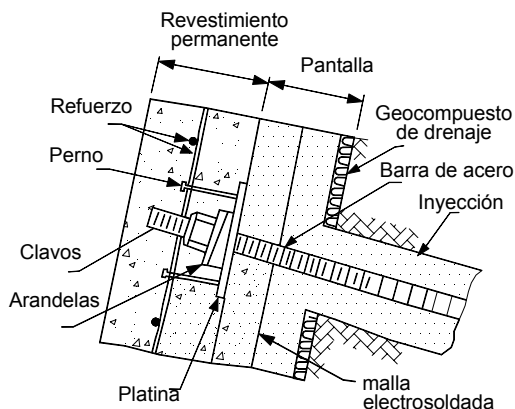 Revestimiento
permanente
Pantalla
Refuerzo
Geocompuesto
de drenaje
Perno
Barra de acero
Inyección
Clavos
Arandelas
Platina
malla
electrosoldada